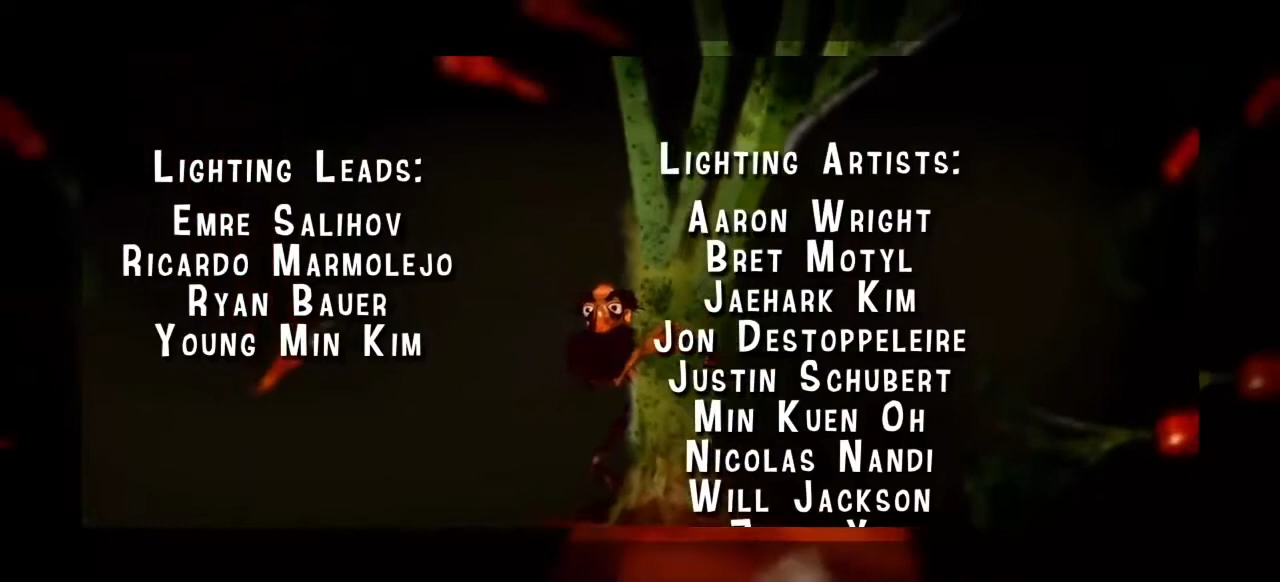 Lighting Leads:
Emre Salihov
Ricardo Marmolejo
Ryan Bauer
Young Min Kim
Lighting Artists:
Aaron Wright
Bret Motyl
Jaehark Kim
Jon Destoppeleire
Justin Schubert
Min Kuen Oh
Nicolas Nandi
Will Jackson